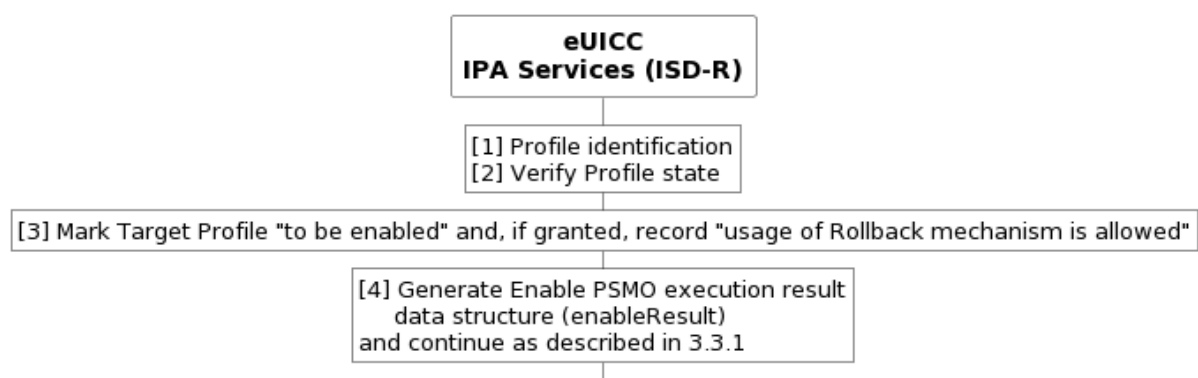 eUICC
IPA Services (ISD-R)
[1] Profile identification
[2] Verify Profile state
[3] Mark Target Profile "to be enabled" and, if granted, record "usage of Rollback mechanism is allowed"
[4] Generate Enable PSMO execution result
data structure (enableResult)
and continue as described in 3.3.1